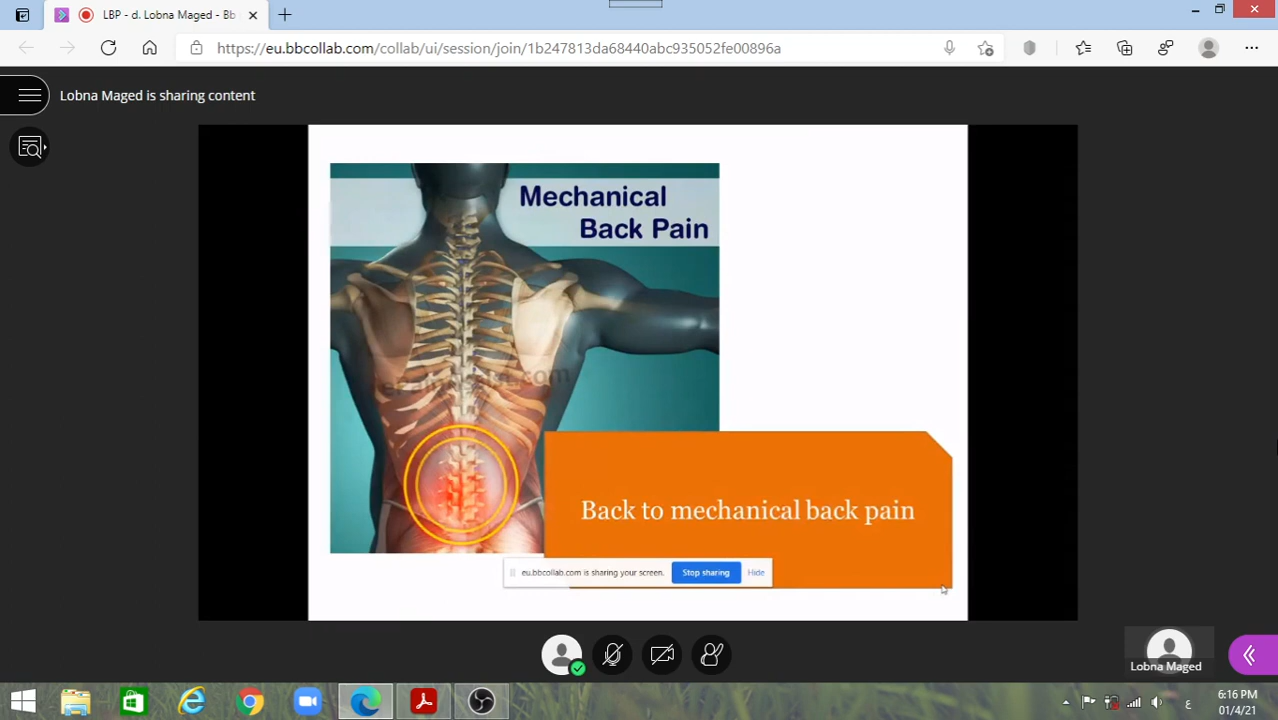 LBP - d. Lobna Maged - Bb
https://eu.bbcollab.com/collab/ui/session/join/1b247813da68440abc935052fe00896a
Lobna Maged is sharing content
Mechanical
Back Pain
Back to mechanical back pain
eu.bbcollab.com is sharing your screen. Stop sharing Hide
Lobna Maged
ع
6:16 PM
01/4/21